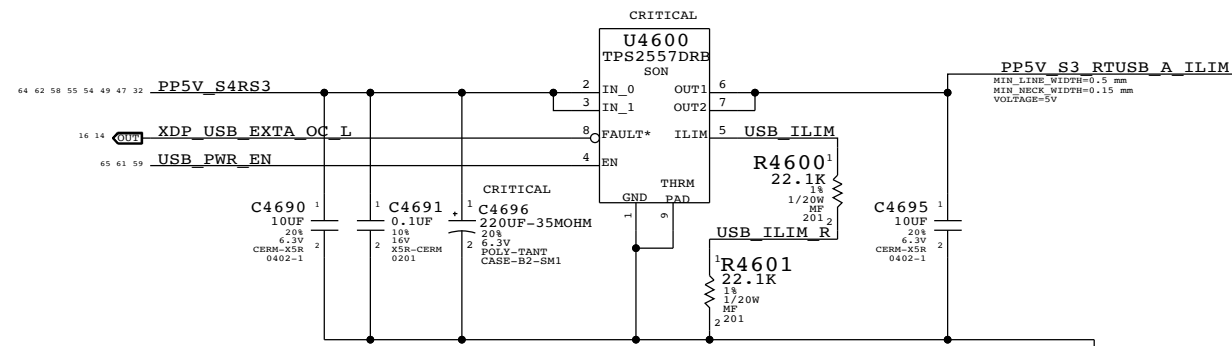 CRITICAL
U4600
TPS2557DRB
SON
PP5V_S3_RTUSB_A_ILIM
MIN_LINE_WIDTH=0.5 mm
MIN_NECK_WIDTH=0.15 mm
VOLTAGE=5V
64 62 58 55 54 49 47 32 PP5V_S4RS3
2 IN_0 OUT1 6
3 IN_1 OUT2 7
16 14 OUT XDP_USB_EXTA_OC_L
8 FAULT* ILIM 5 USB_ILIM
65 61 59 USB_PWR_EN
4 EN
THRM
GND PAD
1 9
R4600 1
22.1K
1%
1/20W
MF
201 2
CRITICAL
C4690 1
10UF
20%
6.3V
CERM-X5R
0402-1
2
1 C4691
0.1UF
10%
16V
X5R-CERM
0201
2
+ 1 C4696
220UF-35MOHM
20%
6.3V
POLY-TANT
CASE-B2-SM1
2
C4695 1
10UF
20%
6.3V
CERM-X5R
0402-1
2
USB_ILIM_R
1 R4601
22.1K
1%
1/20W
MF
2 201